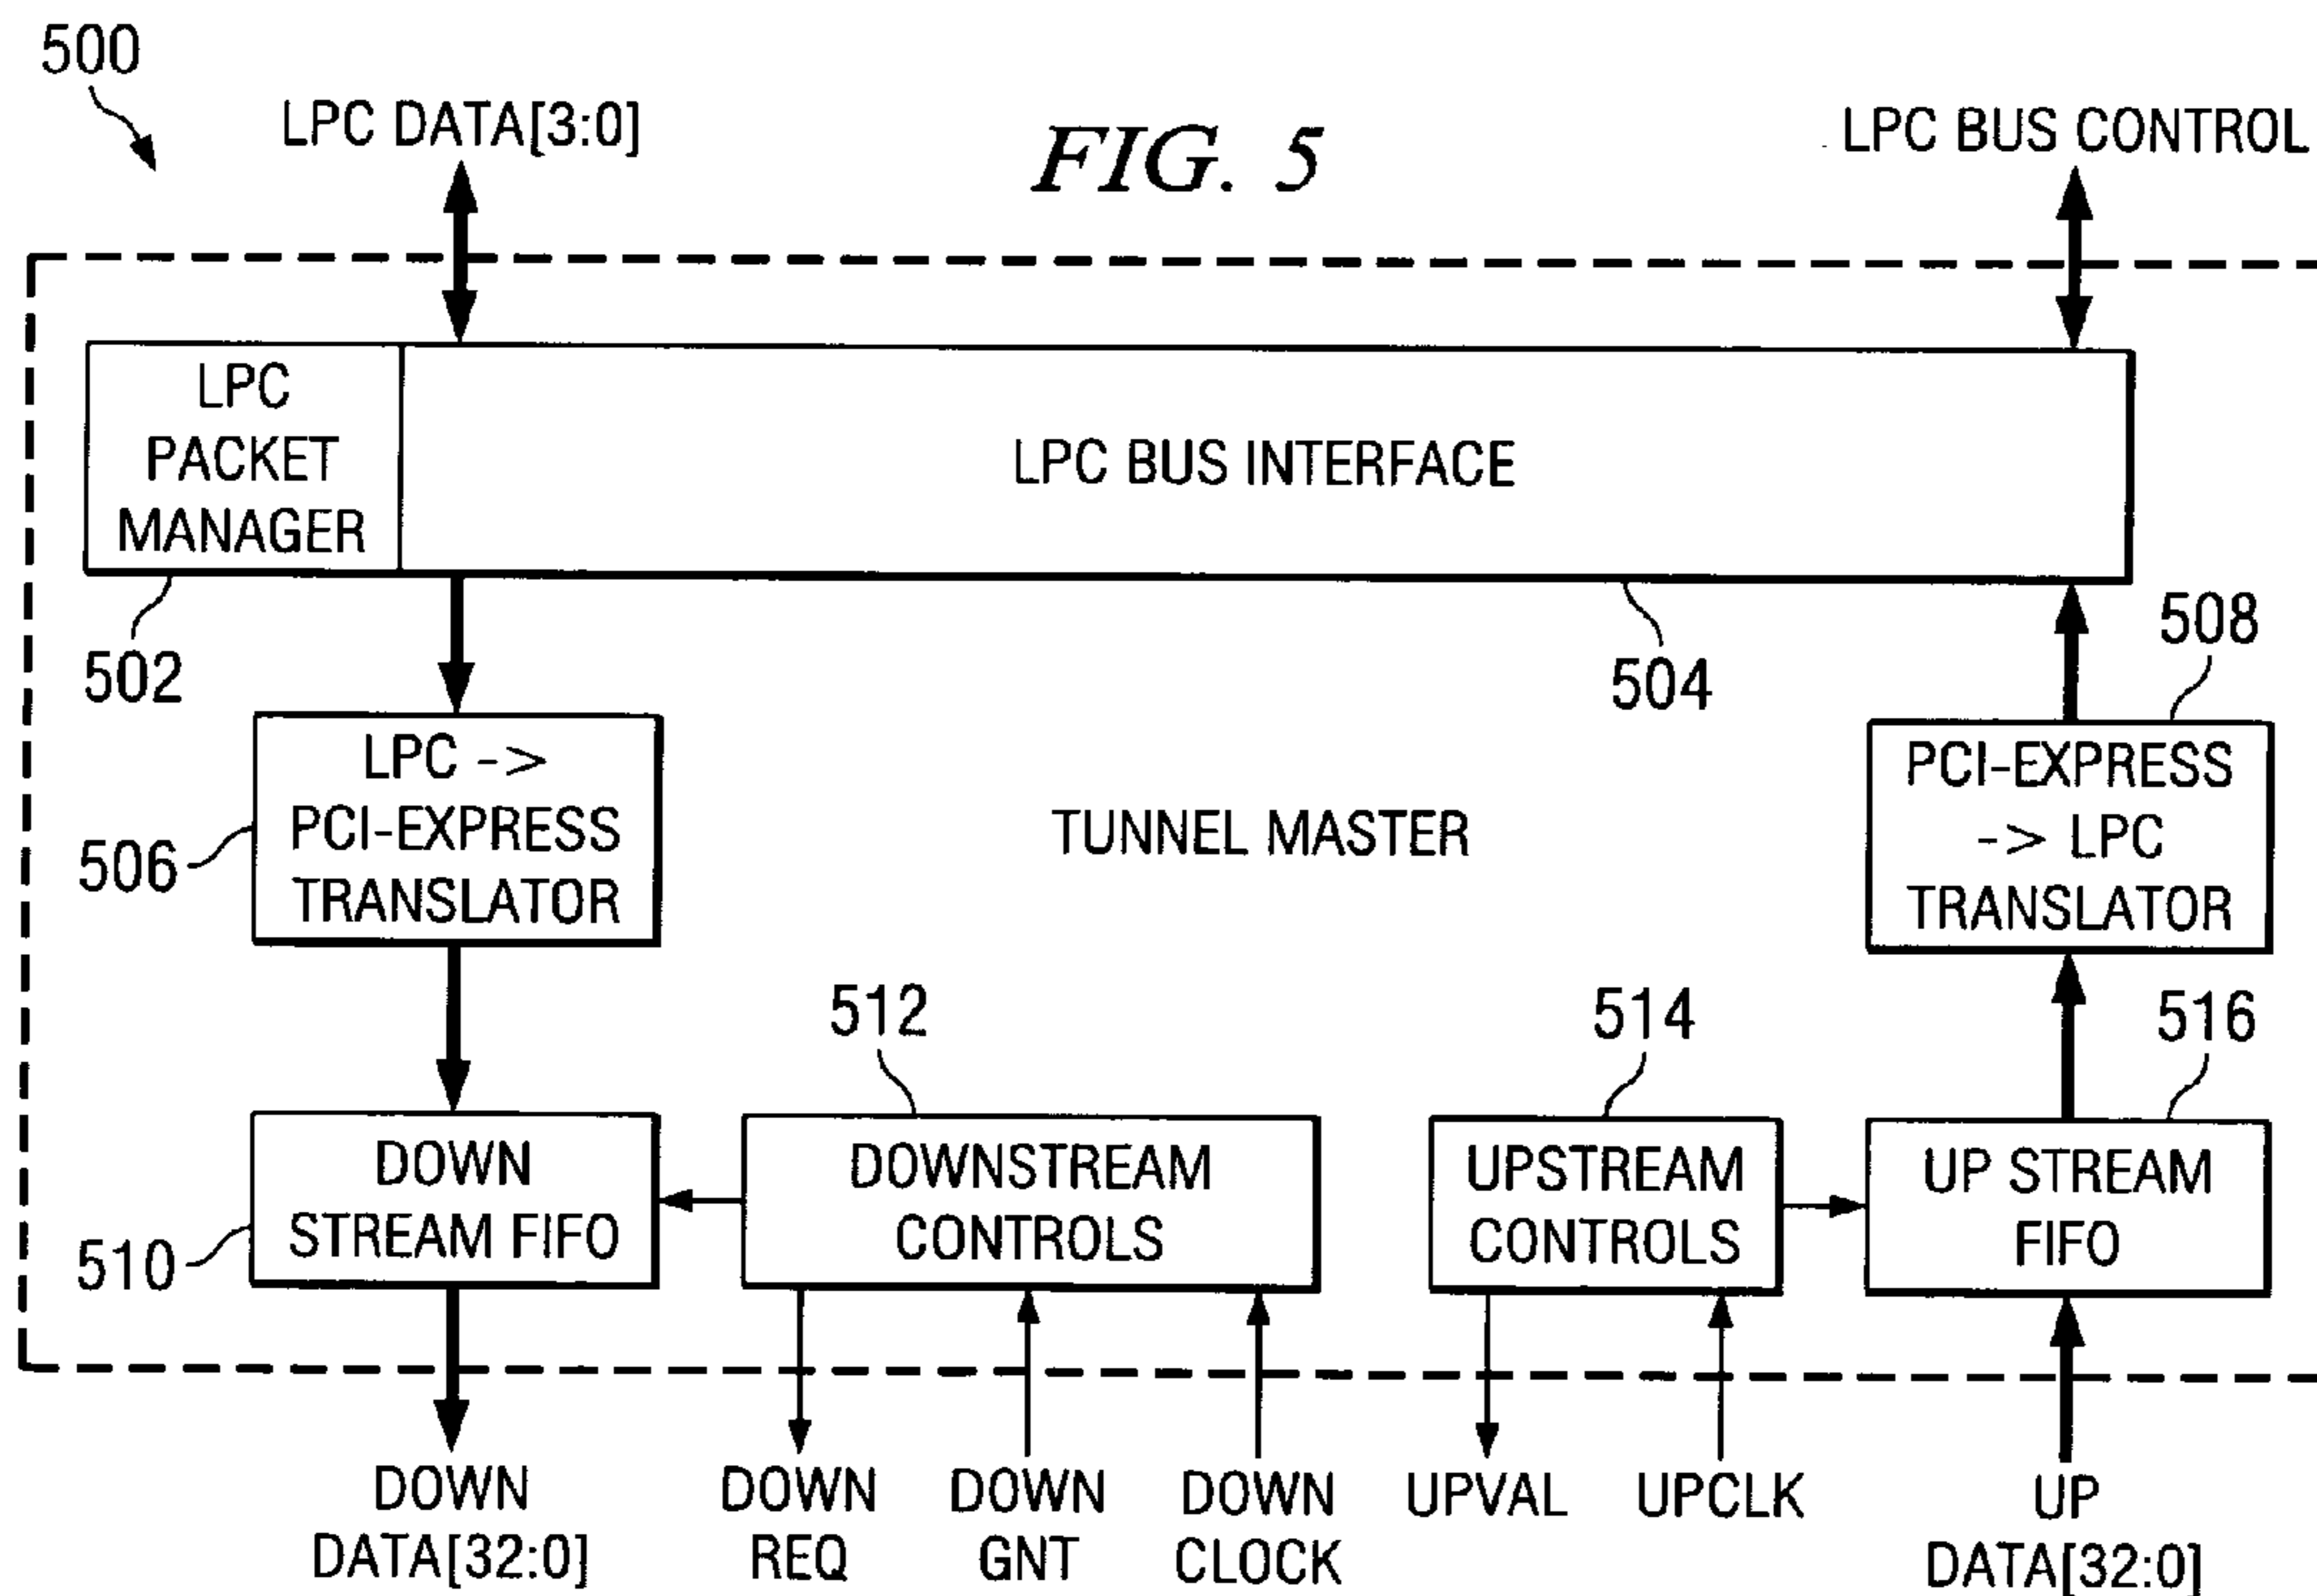 500
LPC DATA[3:0]
FIG. 5
LPC BUS CONTROL
LPC
PACKET
MANAGER
LPC BUS INTERFACE
502
504
508
LPC ->
PCI-EXPRESS
TRANSLATOR
506
TUNNEL MASTER
PCI-EXPRESS
-> LPC
TRANSLATOR
512
514
516
DOWN
STREAM FIFO
510
DOWNSTREAM
CONTROLS
UPSTREAM
CONTROLS
UP STREAM
FIFO
DOWN
DATA[32:0]
DOWN
REQ
DOWN
GNT
DOWN
CLOCK
UPVAL
UPCLK
UP
DATA[32:0]